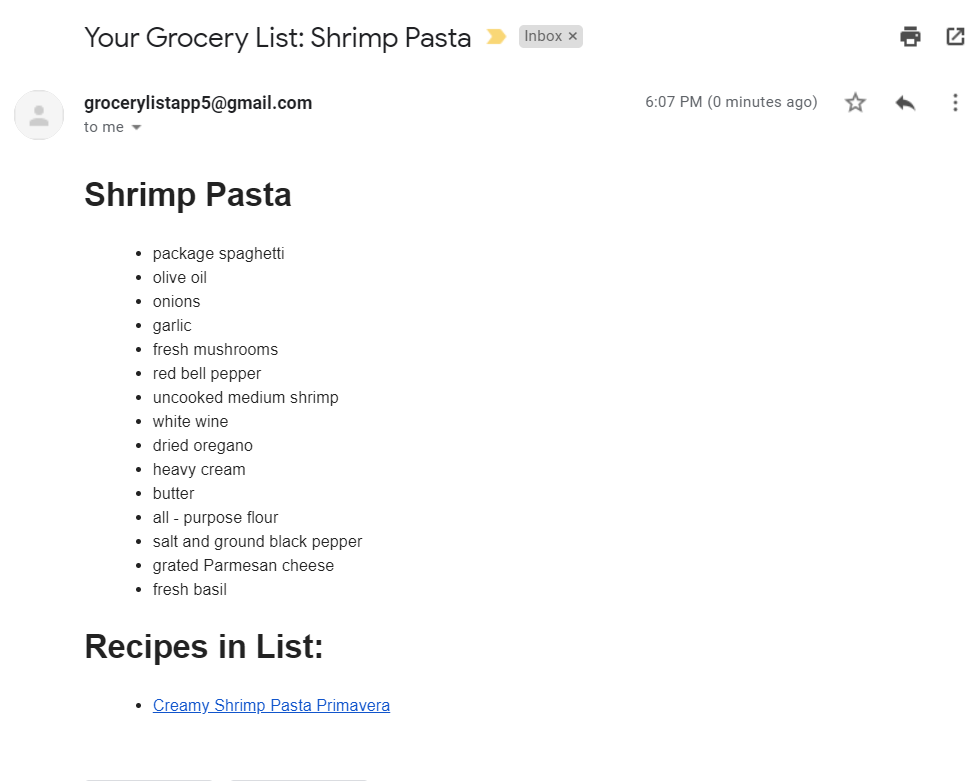 Your Grocery List: Shrimp Pasta Inbox ×
grocerylistapp5@gmail.com 6:07 PM (0 minutes ago)
to me
Shrimp Pasta
• package spaghetti
• olive oil
• onions
• garlic
• fresh mushrooms
• red bell pepper
• uncooked medium shrimp
• white wine
• dried oregano
• heavy cream
• butter
• all - purpose flour
• salt and ground black pepper
• grated Parmesan cheese
• fresh basil
Recipes in List:
• Creamy Shrimp Pasta Primavera